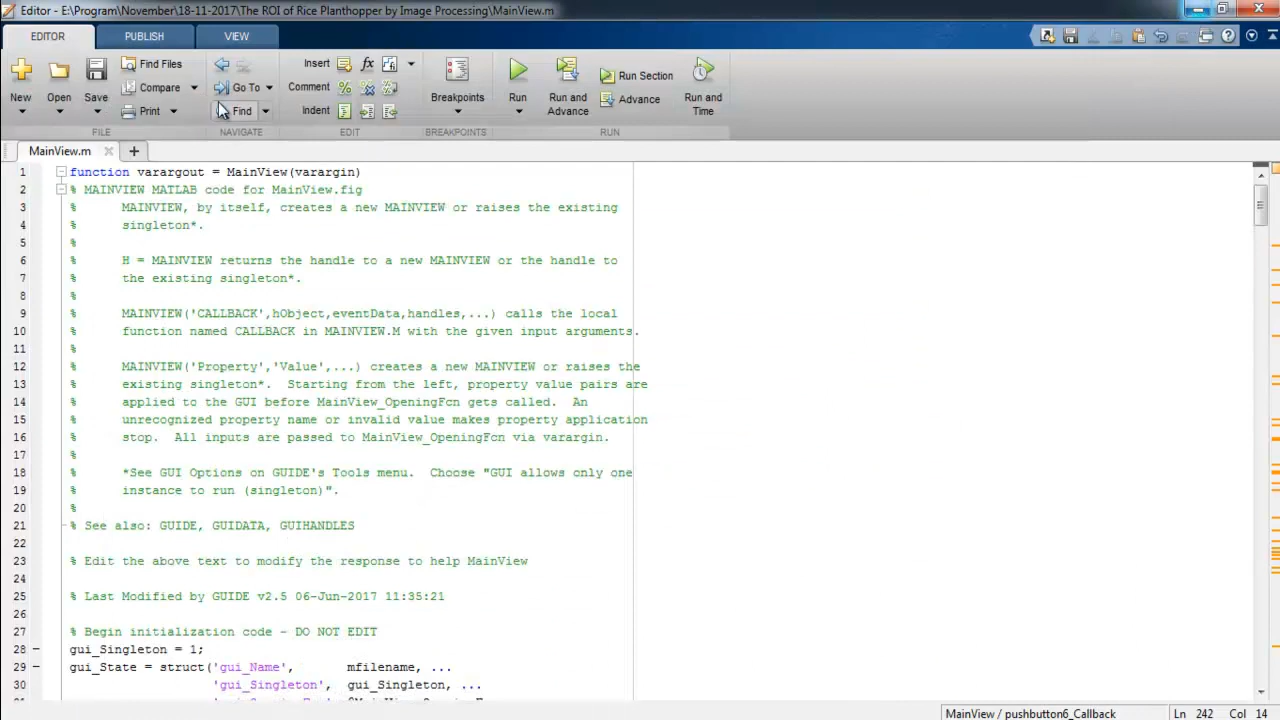 Editor - E:\Program\November\18-11-2017\The ROI of Rice Planthopper by Image Processing\MainView.m
EDITOR PUBLISH VIEW
New Open Save Find Files Compare Print
Go To Find
Insert fx Comment Indent
Breakpoints Run Run and Advance Run Section Advance Run and Time
FILE NAVIGATE EDIT BREAKPOINTS RUN
MainView.m
1 function varargout = MainView(varargin)
2 % MAINVIEW MATLAB code for MainView.fig
3 % MAINVIEW, by itself, creates a new MAINVIEW or raises the existing
4 % singleton*.
5 %
6 % H = MAINVIEW returns the handle to a new MAINVIEW or the handle to
7 % the existing singleton*.
8 %
9 % MAINVIEW('CALLBACK',hObject,eventData,handles,...) calls the local
10 % function named CALLBACK in MAINVIEW.M with the given input arguments.
11 %
12 % MAINVIEW('Property','Value',...) creates a new MAINVIEW or raises the
13 % existing singleton*. Starting from the left, property value pairs are
14 % applied to the GUI before MainView_OpeningFcn gets called. An
15 % unrecognized property name or invalid value makes property application
16 % stop. All inputs are passed to MainView_OpeningFcn via varargin.
17 %
18 % *See GUI Options on GUIDE's Tools menu. Choose "GUI allows only one
19 % instance to run (singleton)".
20 %
21 % See also: GUIDE, GUIDATA, GUIHANDLES
22
23 % Edit the above text to modify the response to help MainView
24
25 % Last Modified by GUIDE v2.5 06-Jun-2017 11:35:21
26
27 % Begin initialization code - DO NOT EDIT
28 gui_Singleton = 1;
29 gui_State = struct('gui_Name', mfilename, ...
30 'gui_Singleton', gui_Singleton, ...
MainView / pushbutton6_Callback Ln 242 Col 14